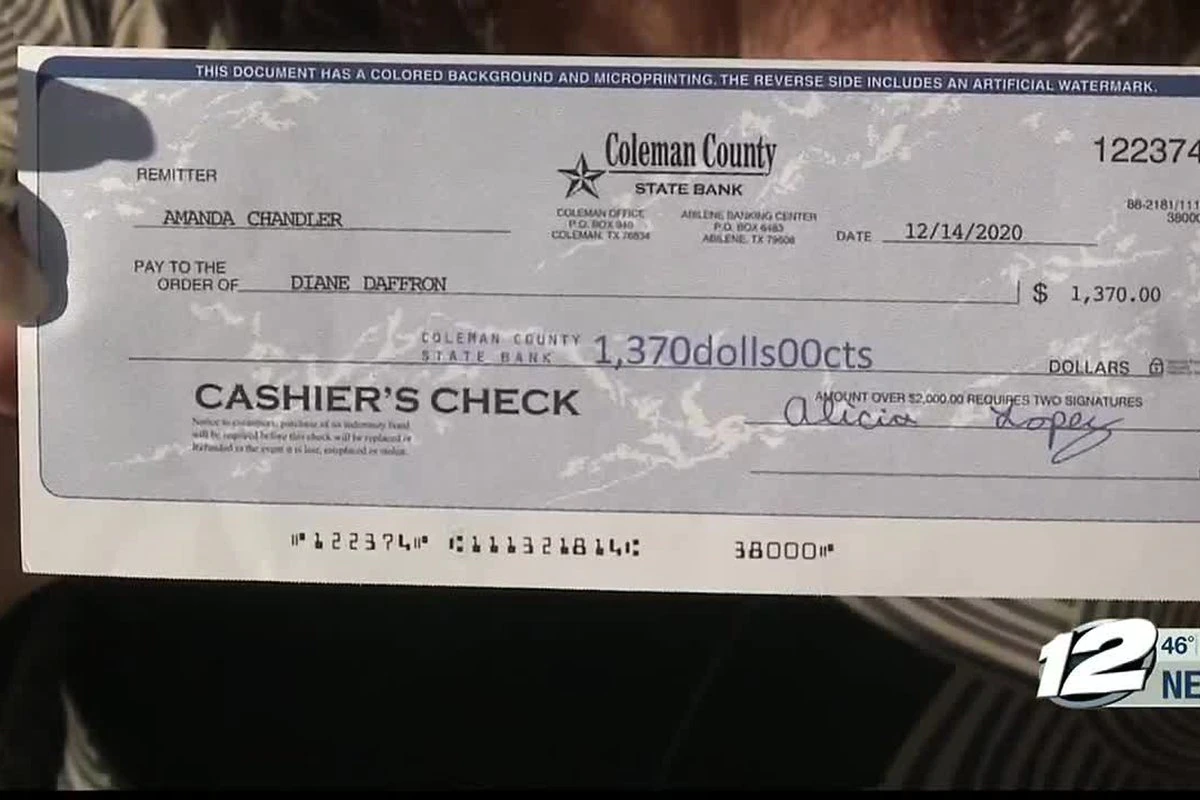 THIS DOCUMENT HAS A COLORED BACKGROUND AND MICROPRINTING. THE REVERSE SIDE INCLUDES AN ARTIFICIAL WATERMARK.
Coleman County
STATE BANK
122374
REMITTER
AMANDA CHANDLER
COLEMAN OFFICE
P.O. BOX 940
COLEMAN, TX 76834
ABILENE BANKING CENTER
P.O. BOX 6483
ABILENE, TX 79608
88-2181/111
38000
DATE 12/14/2020
PAY TO THE
ORDER OF DIANE DAFFRON $ 1,370.00
COLEMAN COUNTY
STATE BANK
1,370dolls00cts
DOLLARS
CASHIER'S CHECK
AMOUNT OVER $2,000.00 REQUIRES TWO SIGNATURES
Alicia Lopez
Notice to customers, purchase of an indemnity bond
will be required before this check will be replaced or
Refunded in the event it is lost, misplaced or stolen.
⑈122374⑈ ⑆111321814⑆ 38000⑈
12
46°
NE